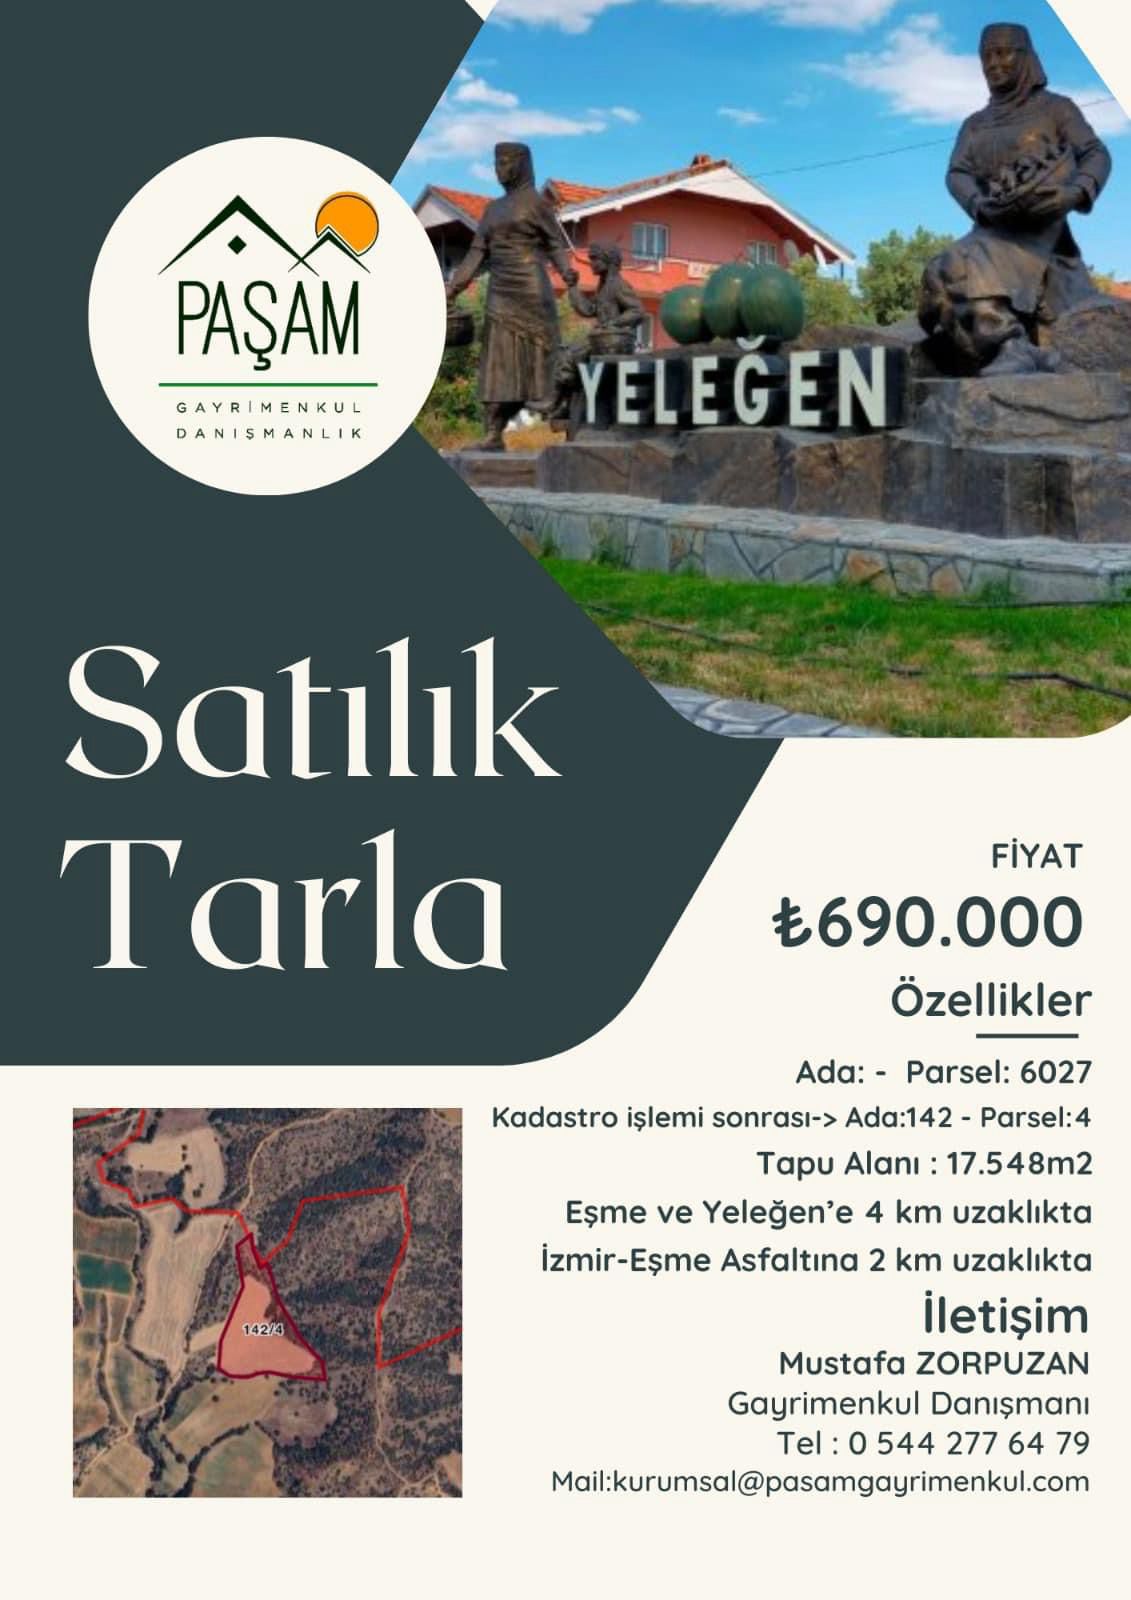 PAŞAM
GAYRİMENKUL
DANIŞMANLIK
YELEĞEN
Satılık
Tarla
FİYAT
₺690.000
Özellikler
Ada: - Parsel: 6027
Kadastro işlemi sonrası-> Ada:142 - Parsel:4
Tapu Alanı : 17.548m2
Eşme ve Yeleğen’e 4 km uzaklıkta
İzmir-Eşme Asfaltına 2 km uzaklıkta
142/4
İletişim
Mustafa ZORPUZAN
Gayrimenkul Danışmanı
Tel : 0 544 277 64 79
Mail:kurumsal@pasamgayrimenkul.com